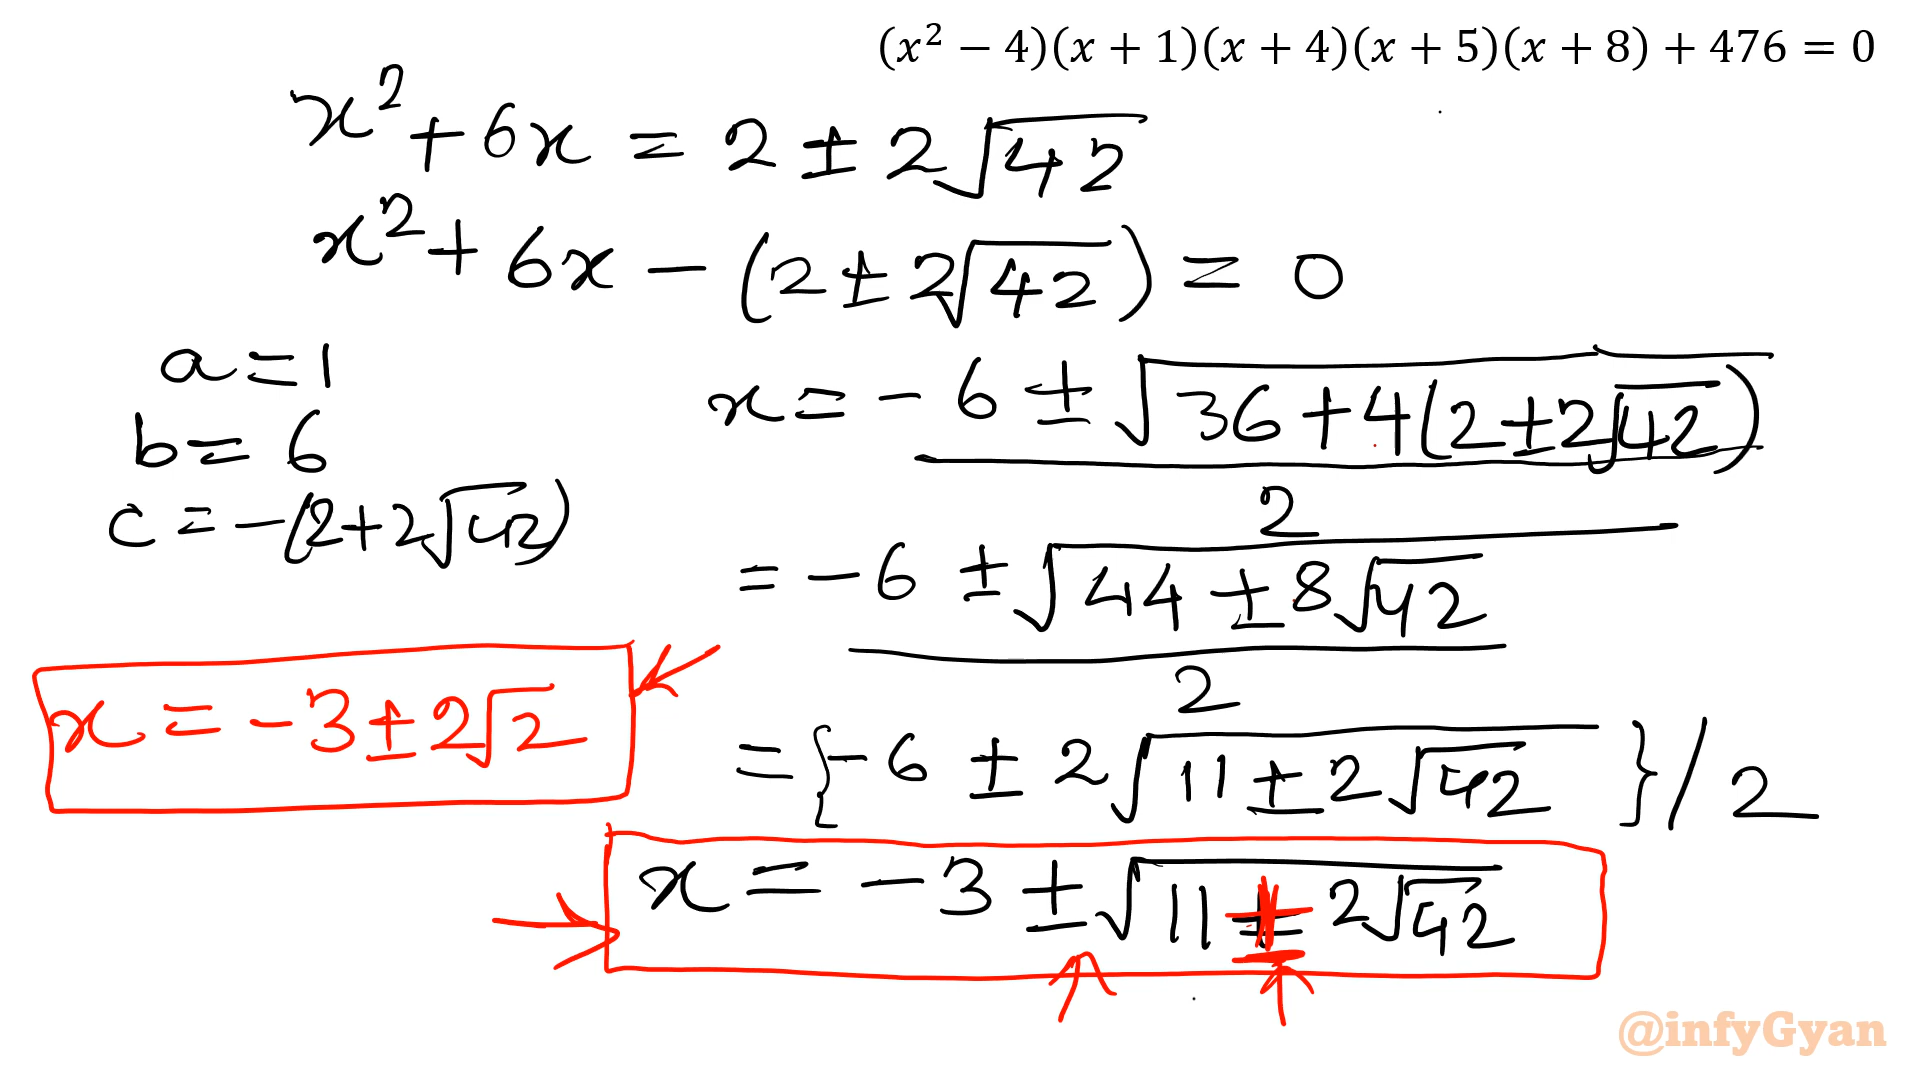 (x² − 4)(x + 1)(x + 4)(x + 5)(x + 8) + 476 = 0
x² + 6x = 2 ± 2√42
x² + 6x − (2 ± 2√42) = 0
a = 1
b = 6
c = −(2+2√42)
x = −6 ± √(36 + 4(2±2√42)) / 2
= −6 ± √(44 ± 8√42) / 2
= {−6 ± 2√(11 ± 2√42)} / 2
x = −3 ± 2√2
x = −3 ± √(11 ± 2√42)
@infyGyan